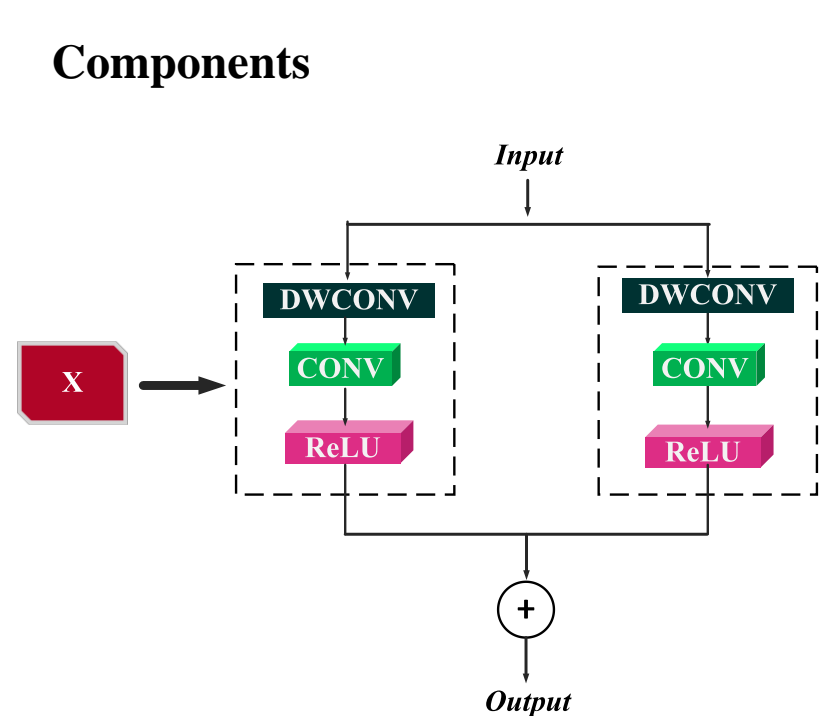 Components
Input
DWCONV
DWCONV
CONV
CONV
X
ReLU
ReLU
+
Output